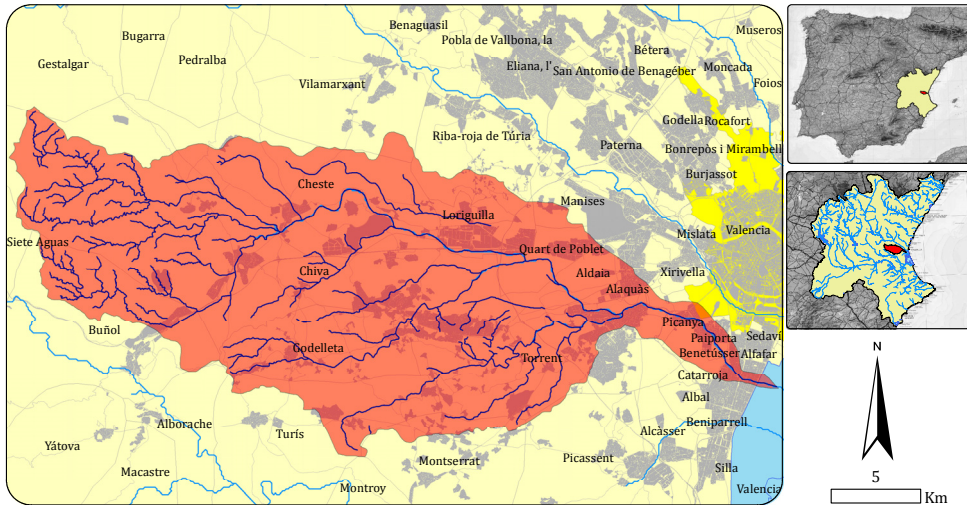 Benaguasil
Museros
Bugarra
Pobla de Vallbona, la
Bétera
Gestalgar
Pedralba
Eliana, l'
San Antonio de Benagéber
Moncada
Vilamarxant
Foios
Godella
Rocafort
Riba-roja de Túria
Paterna
Bonrepòs i Mirambell
Burjassot
Cheste
Manises
Loriguilla
Mislata
Valencia
Siete Aguas
Quart de Poblet
Chiva
Aldaia
Xirivella
Alaquàs
Buñol
Picanya
Paiporta
Sedaví
Godelleta
Torrent
Benetússer
Alfafar
Catarroja
Albal
Alborache
Turís
Beniparrell
Alcàsser
Yátova
Macastre
Montserrat
Picassent
Silla
Montroy
Valencia
N
5
Km